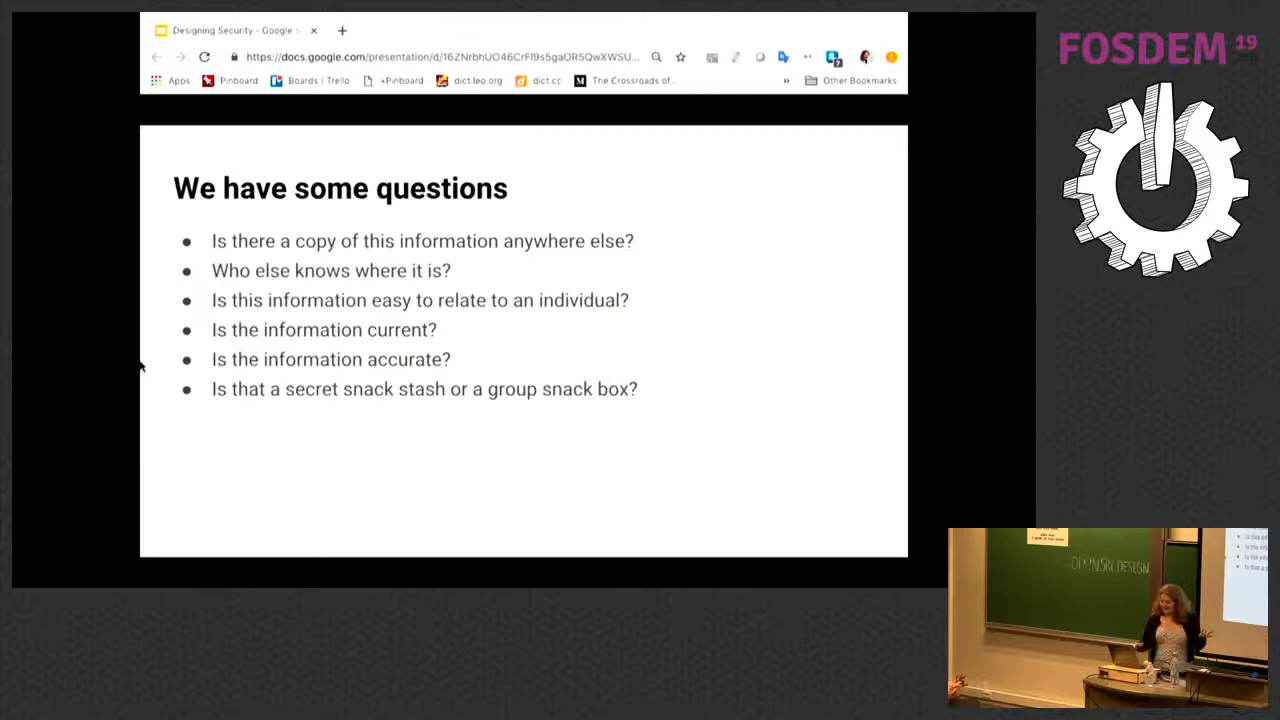 Designing Security - Google
https://docs.google.com/presentation/d/16ZNrbhUO46CrFI9s5gaOR5QwXWSU...
Apps
Pinboard
Boards | Trello
+Pinboard
dict.leo.org
dict.cc
The Crossroads of...
»
Other Bookmarks
FOSDEM 19
We have some questions
● Is there a copy of this information anywhere else?
● Who else knows where it is?
● Is this information easy to relate to an individual?
● Is the information current?
● Is the information accurate?
● Is that a secret snack stash or a group snack box?